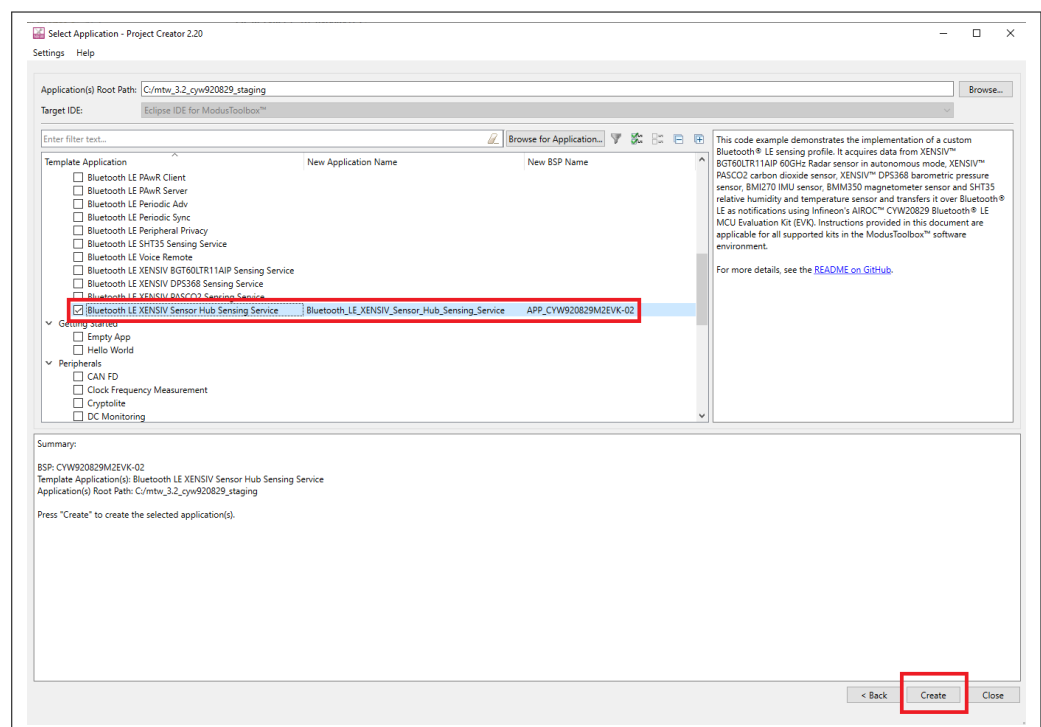 Select Application - Project Creator 2.20
Settings Help
Application(s) Root Path: C:/mtw_3.2_cyw920829_staging Browse...
Target IDE: Eclipse IDE for ModusToolbox™
Enter filter text... Browse for Application...
Template Application New Application Name New BSP Name
Bluetooth LE PAwR Client
Bluetooth LE PAwR Server
Bluetooth LE Periodic Adv
Bluetooth LE Periodic Sync
Bluetooth LE Peripheral Privacy
Bluetooth LE SHT35 Sensing Service
Bluetooth LE Voice Remote
Bluetooth LE XENSIV BGT60LTR11AIP Sensing Service
Bluetooth LE XENSIV DPS368 Sensing Service
Bluetooth LE XENSIV PASCO2 Sensing Service
Bluetooth LE XENSIV Sensor Hub Sensing Service Bluetooth_LE_XENSIV_Sensor_Hub_Sensing_Service APP_CYW920829M2EVK-02
Getting Started
Empty App
Hello World
Peripherals
CAN FD
Clock Frequency Measurement
Cryptolite
DC Monitoring
This code example demonstrates the implementation of a custom
Bluetooth® LE sensing profile. It acquires data from XENSIV™
BGT60LTR11AIP 60GHz Radar sensor in autonomous mode, XENSIV™
PASCO2 carbon dioxide sensor, XENSIV™ DPS368 barometric pressure
sensor, BMI270 IMU sensor, BMM350 magnetometer sensor and SHT35
relative humidity and temperature sensor and transfers it over Bluetooth®
LE as notifications using Infineon's AIROC™ CYW20829 Bluetooth® LE
MCU Evaluation Kit (EVK). Instructions provided in this document are
applicable for all supported kits in the ModusToolbox™ software
environment.
For more details, see the README on GitHub.
Summary:
BSP: CYW920829M2EVK-02
Template Application(s): Bluetooth LE XENSIV Sensor Hub Sensing Service
Application(s) Root Path: C:/mtw_3.2_cyw920829_staging
Press "Create" to create the selected application(s).
< Back Create Close